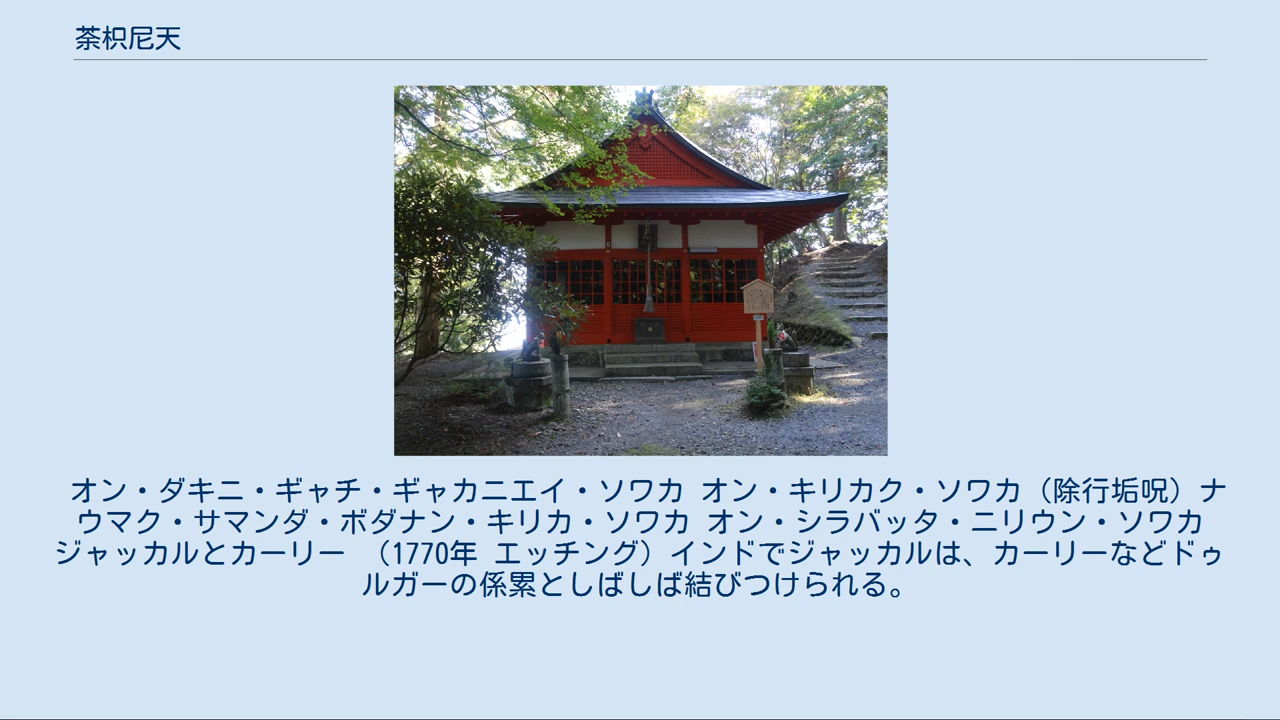 荼枳尼天
オン・ダキニ・ギャチ・ギャカニエイ・ソワカ オン・キリカク・ソワカ（除行垢呪）ナ
ウマク・サマンダ・ボダナン・キリカ・ソワカ オン・シラバッタ・ニリウン・ソワカ
ジャッカルとカーリー （1770年 エッチング）インドでジャッカルは、カーリーなどドゥ
ルガーの係累としばしば結びつけられる。